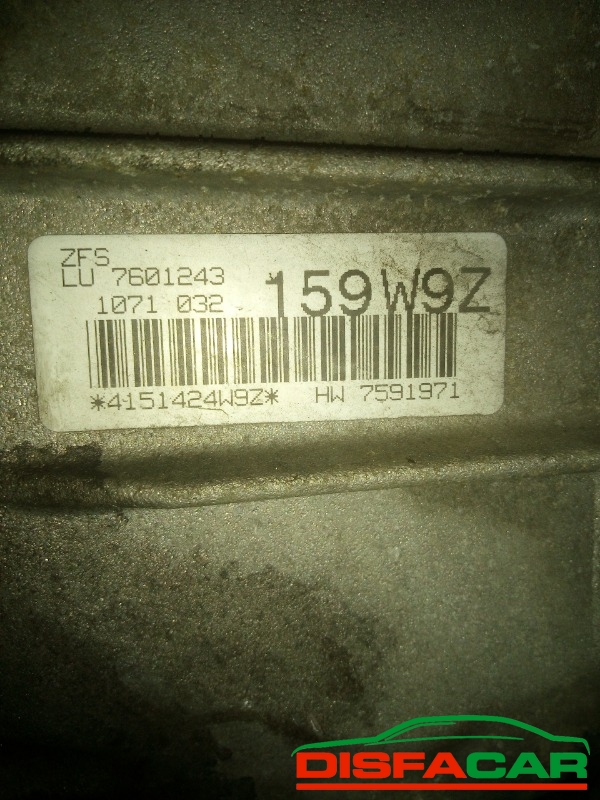 ZFS
LU 7601243
1071 032 159W9Z
*4151424W9Z* HW 7591971
DISFACAR